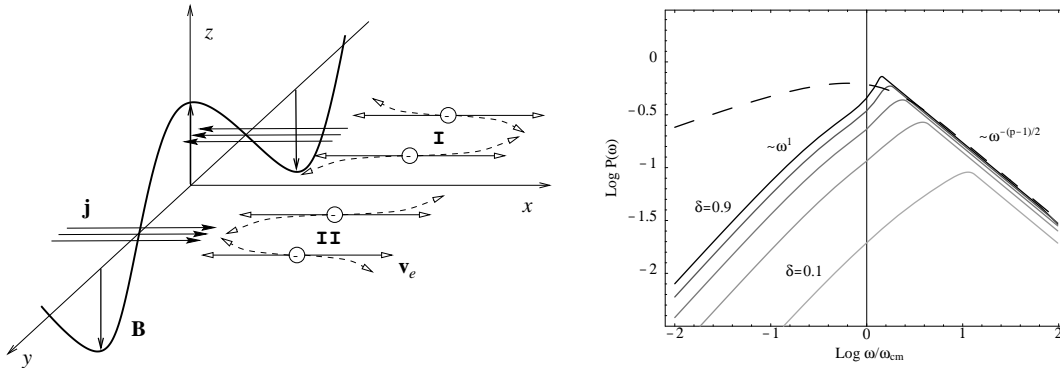 z
I
x
j
II
v_e
B
y
0
−0.5
−1
−1.5
−2
Log P(ω)
~ω^1
~ω^−(p−1)/2
δ=0.9
δ=0.1
−2
−1
0
1
2
Log ω/ω_cm